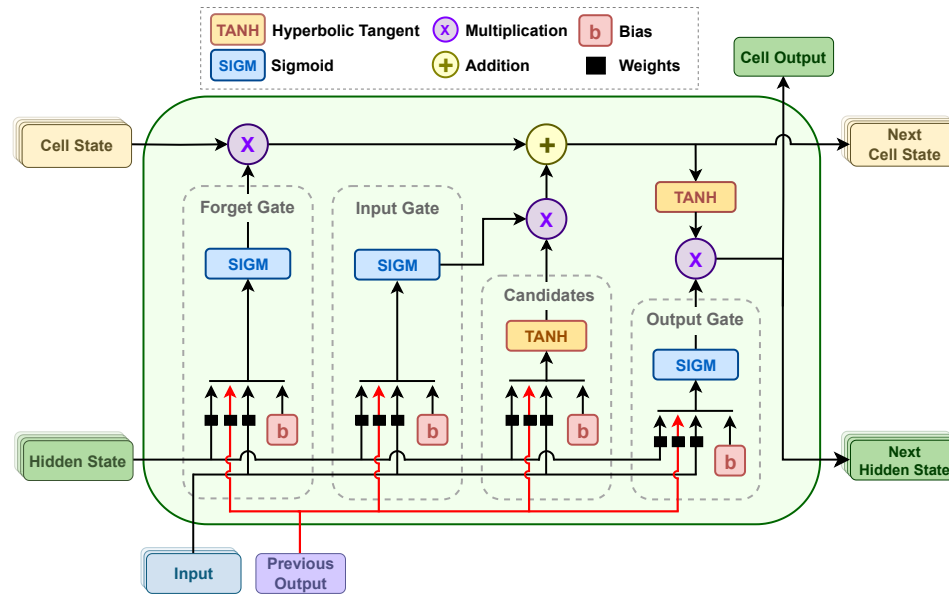 TANH Hyperbolic Tangent X Multiplication b Bias
SIGM Sigmoid + Addition Weights
Cell Output
Cell State
X
+
Next
Cell State
Forget Gate
Input Gate
TANH
X
X
SIGM
SIGM
Candidates
TANH
Output Gate
SIGM
b
b
b
b
Hidden State
Next
Hidden State
Input
Previous
Output